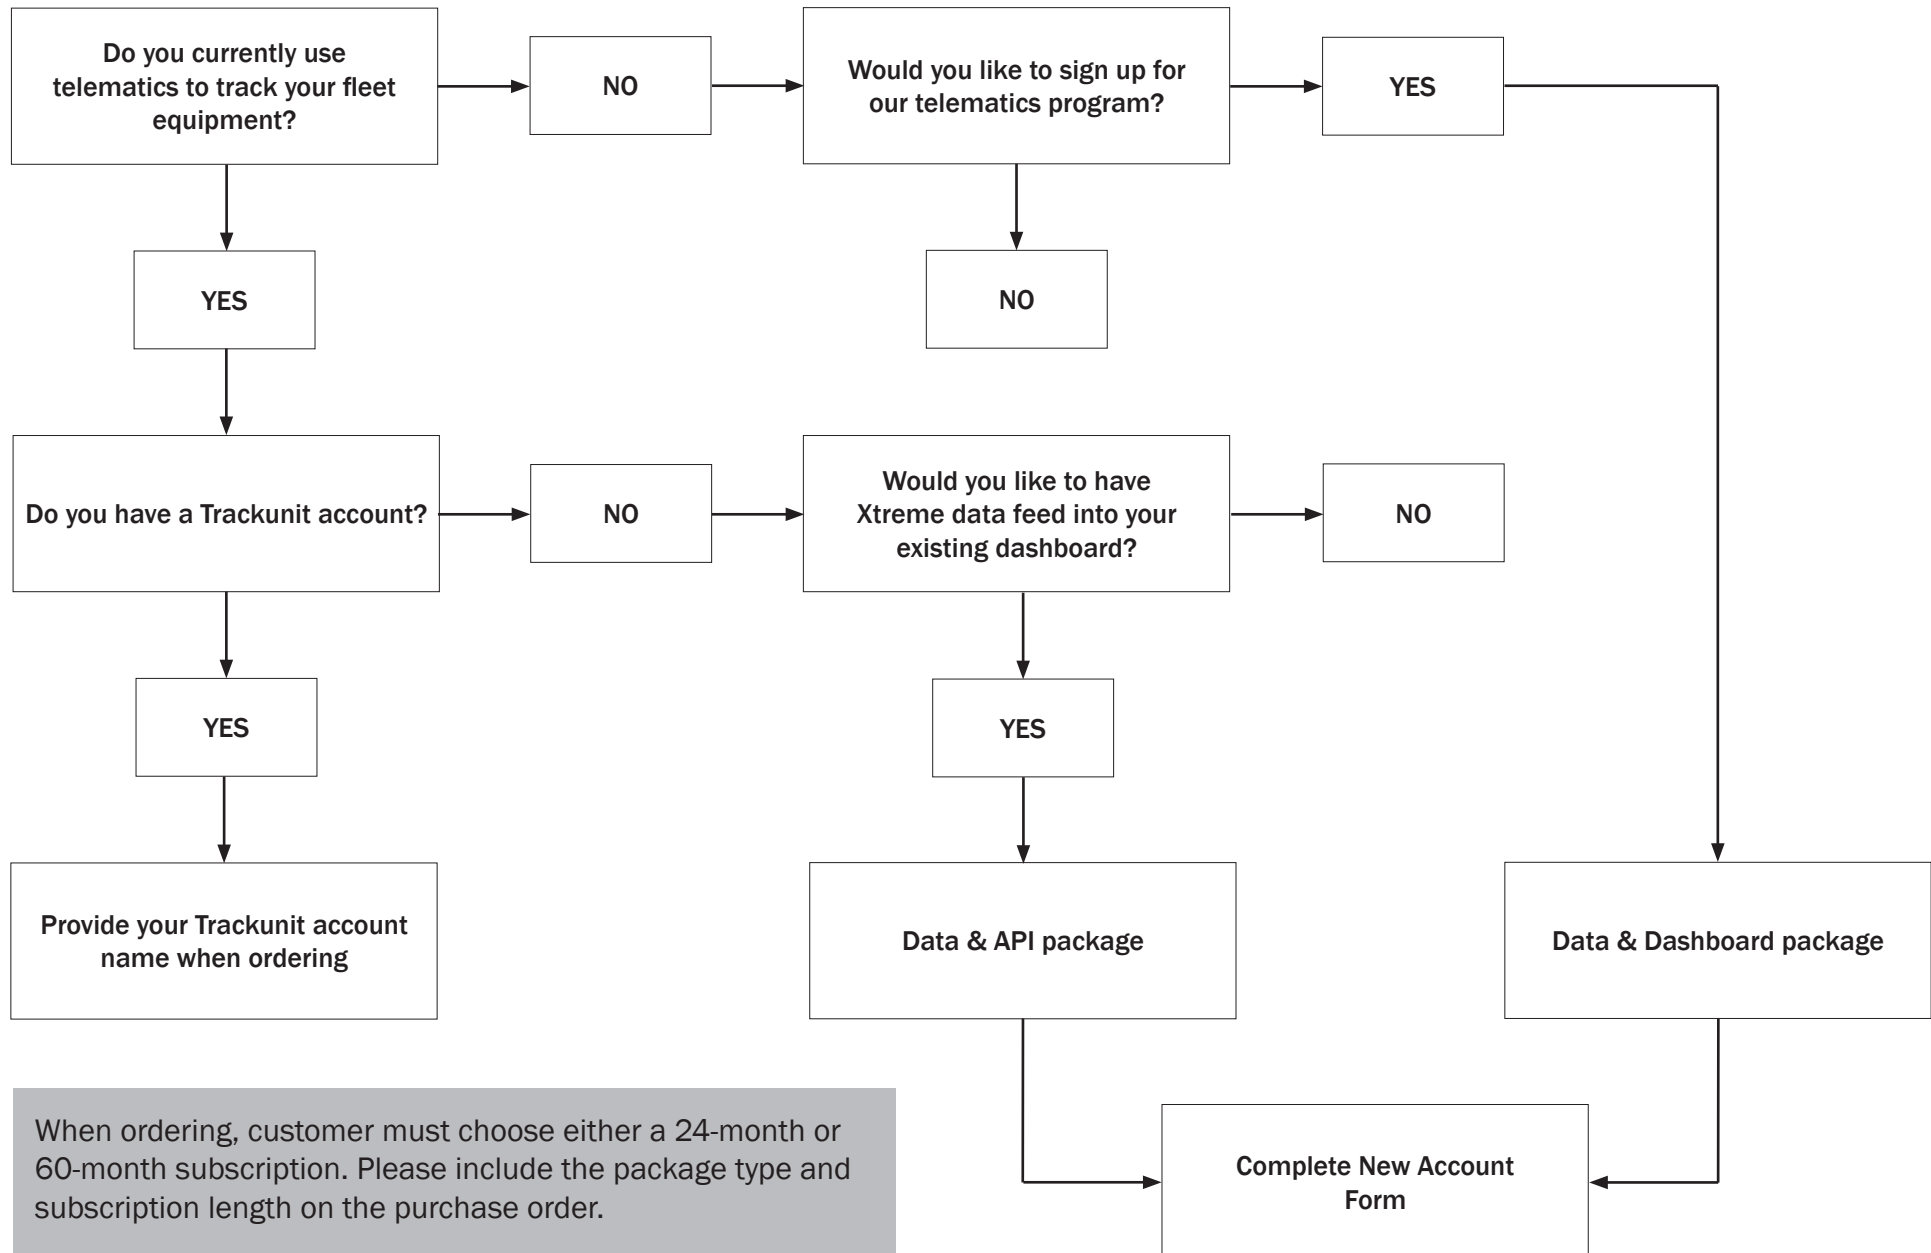 Do you currently use
telematics to track your fleet
equipment?
NO
Would you like to sign up for
our telematics program?
YES
YES
NO
Do you have a Trackunit account?
NO
Would you like to have
Xtreme data feed into your
existing dashboard?
NO
YES
YES
Provide your Trackunit account
name when ordering
Data & API package
Data & Dashboard package
When ordering, customer must choose either a 24-month or
60-month subscription. Please include the package type and
subscription length on the purchase order.
Complete New Account
Form